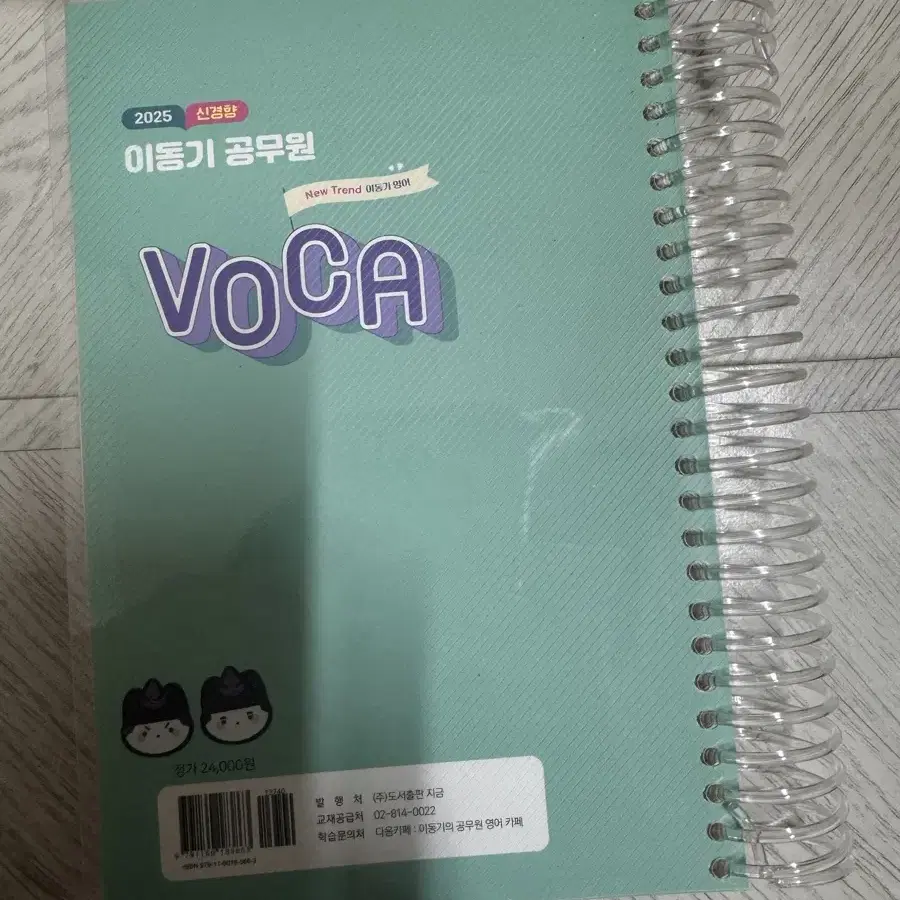 2025 신경향
이동기 공무원
New Trend 이동기 영어
VOCA
정가 24,000원
발 행 처 (주)도서출판 지금
교재공급처 02-814-0022
학습문의처 다음카페 : 이동기의 공무원 영어 카페